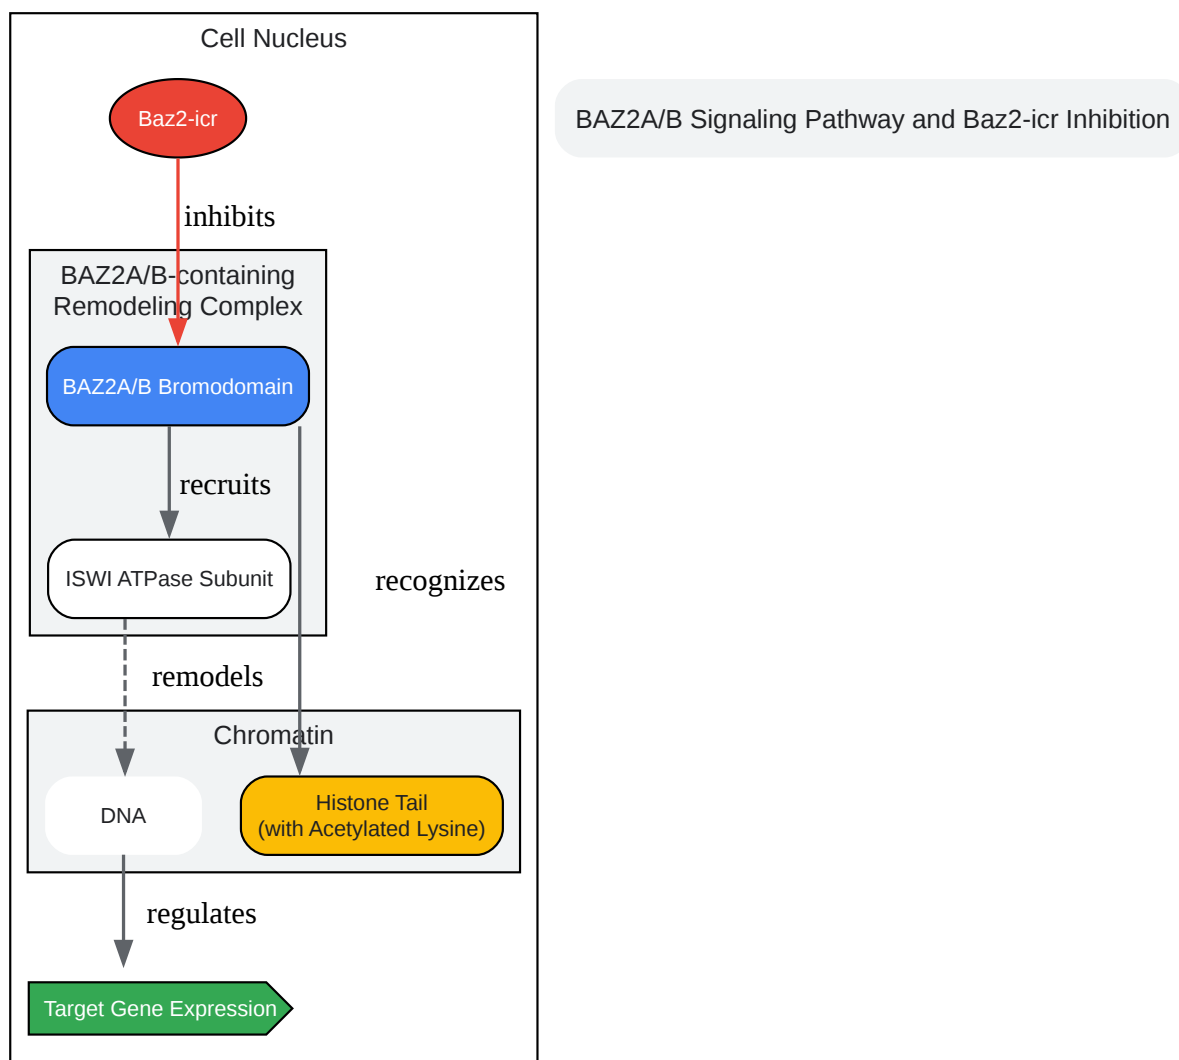 Cell Nucleus
Baz2-icr
BAZ2A/B Signaling Pathway and Baz2-icr Inhibition
inhibits
BAZ2A/B-containing
Remodeling Complex
BAZ2A/B Bromodomain
recruits
ISWI ATPase Subunit
recognizes
remodels
Chromatin
DNA
Histone Tail
(with Acetylated Lysine)
regulates
Target Gene Expression